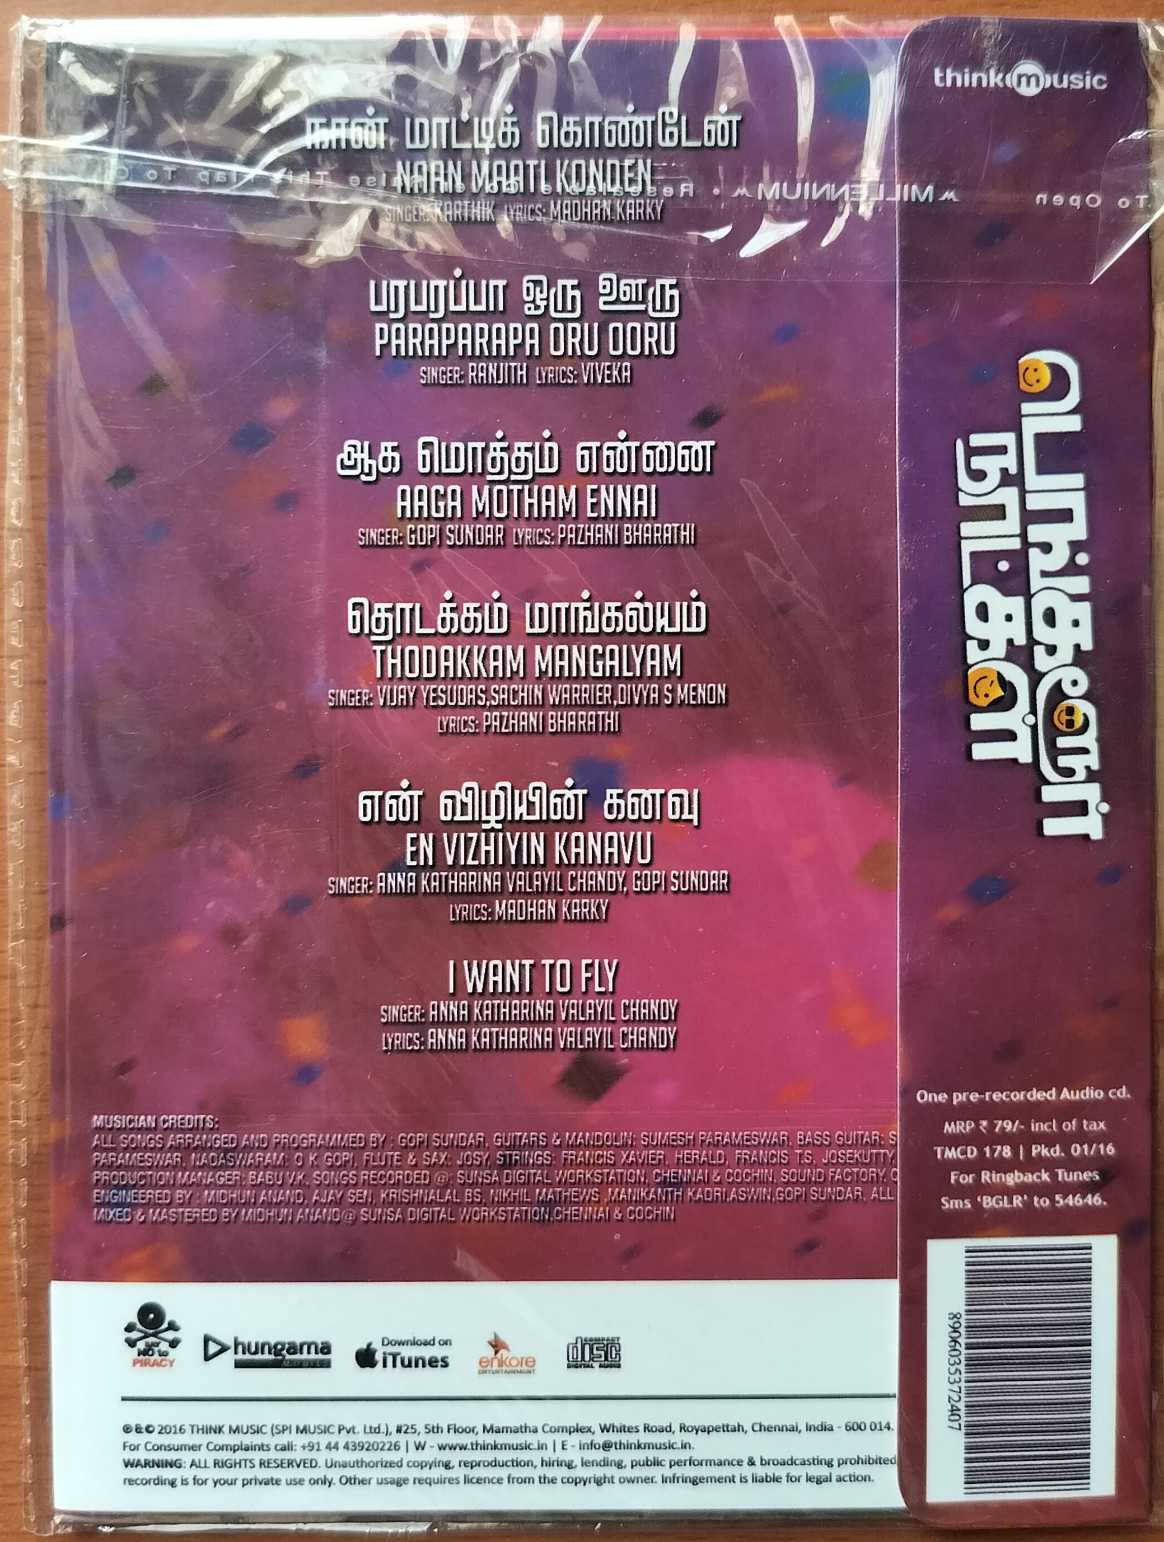 நான் மாட்டிக் கொண்டேன்
NAAN MAATI KONDEN
SINGER: KARTHIK LYRICS: MADHAN KARKY
To Open
MILLENNIUM
பரபரப்பா ஒரு ஊரு
PARAPARAPA ORU OORU
SINGER: RANJITH LYRICS: VIVEKA
ஆக மொத்தம் என்னை
AAGA MOTHAM ENNAI
SINGER: GOPI SUNDAR LYRICS: PAZHANI BHARATHI
தொடக்கம் மாங்கல்யம்
THODAKKAM MANGALYAM
SINGER: VIJAY YESUDAS,SACHIN WARRIER,DIVYA S MENON
LYRICS: PAZHANI BHARATHI
என் விழியின் கனவு
EN VIZHIYIN KANAVU
SINGER: ANNA KATHARINA VALAYIL CHANDY, GOPI SUNDAR
LYRICS: MADHAN KARKY
I WANT TO FLY
SINGER: ANNA KATHARINA VALAYIL CHANDY
LYRICS: ANNA KATHARINA VALAYIL CHANDY
MUSICIAN CREDITS:
ALL SONGS ARRANGED AND PROGRAMMED BY : GOPI SUNDAR, GUITARS & MANDOLIN: SUMESH PARAMESWAR, BASS GUITAR: S
PARAMESWAR, NADASWARAM: O K GOPI, FLUTE & SAX: JOSY, STRINGS: FRANCIS XAVIER, HERALD, FRANCIS T.S, JOSEKUTTY,
PRODUCTION MANAGER: BABU V.K. SONGS RECORDED @: SUNSA DIGITAL WORKSTATION, CHENNAI & COCHIN, SOUND FACTORY, C
ENGINEERED BY : MIDHUN ANAND, AJAY SEN, KRISHNALAL BS, NIKHIL MATHEWS ,MANIKANTH KADRI,ASWIN,GOPI SUNDAR, ALL
MIXED & MASTERED BY MIDHUN ANAND@ SUNSA DIGITAL WORKSTATION,CHENNAI & COCHIN
SAY NO to PIRACY
hungama
Download on
iTunes
enkore
ENTERTAINMENT
COMPACT
disc
DIGITAL AUDIO
℗ & © 2016 THINK MUSIC (SPI MUSIC Pvt. Ltd.), #25, 5th Floor, Mamatha Complex, Whites Road, Royapettah, Chennai, India - 600 014.
For Consumer Complaints call: +91 44 43920226 | W - www.thinkmusic.in | E - info@thinkmusic.in.
WARNING: ALL RIGHTS RESERVED. Unauthorized copying, reproduction, hiring, lending, public performance & broadcasting prohibited
recording is for your private use only. Other usage requires licence from the copyright owner. Infringement is liable for legal action.
think music
பெங்களூர்
நாட்கள்
One pre-recorded Audio cd.
MRP ₹ 79/- incl of tax
TMCD 178 | Pkd. 01/16
For Ringback Tunes
Sms 'BGLR' to 54646.
8906035372407